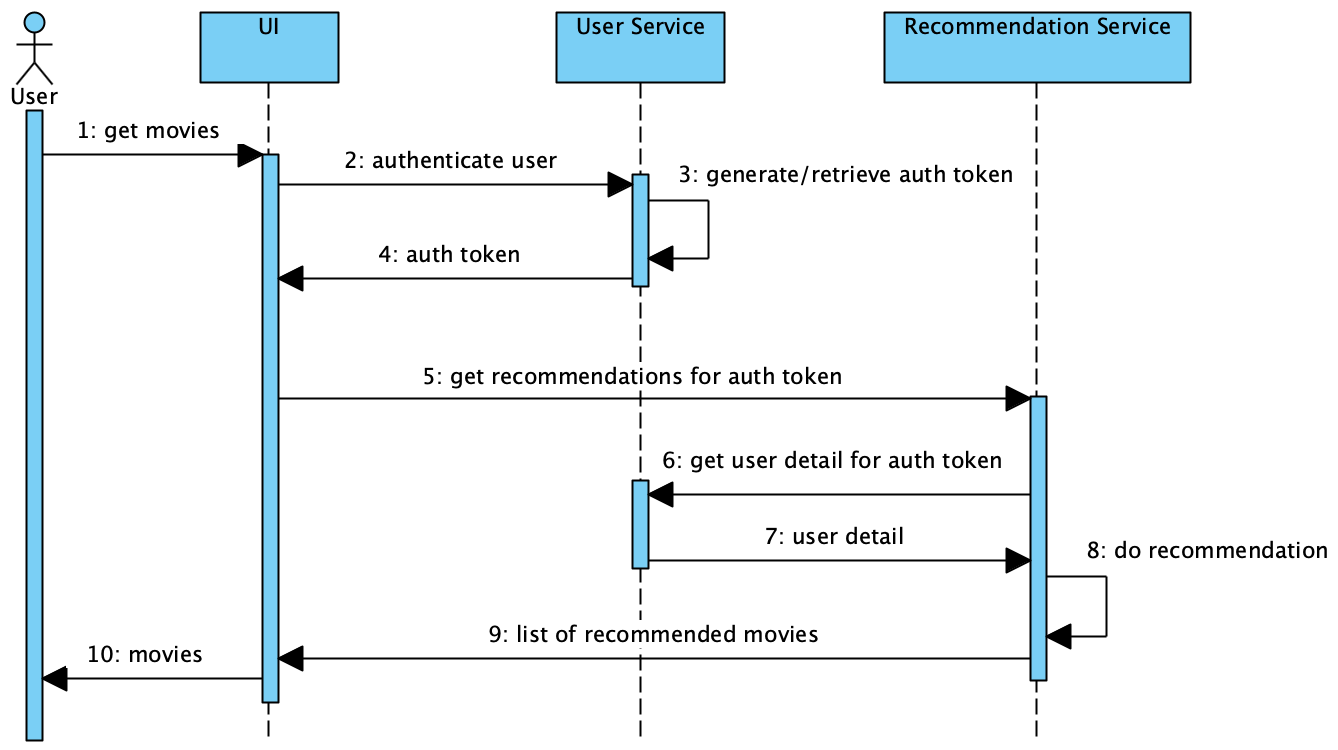 UI
User Service
Recommendation Service
User
1: get movies
2: authenticate user
3: generate/retrieve auth token
4: auth token
5: get recommendations for auth token
6: get user detail for auth token
7: user detail
8: do recommendation
9: list of recommended movies
10: movies